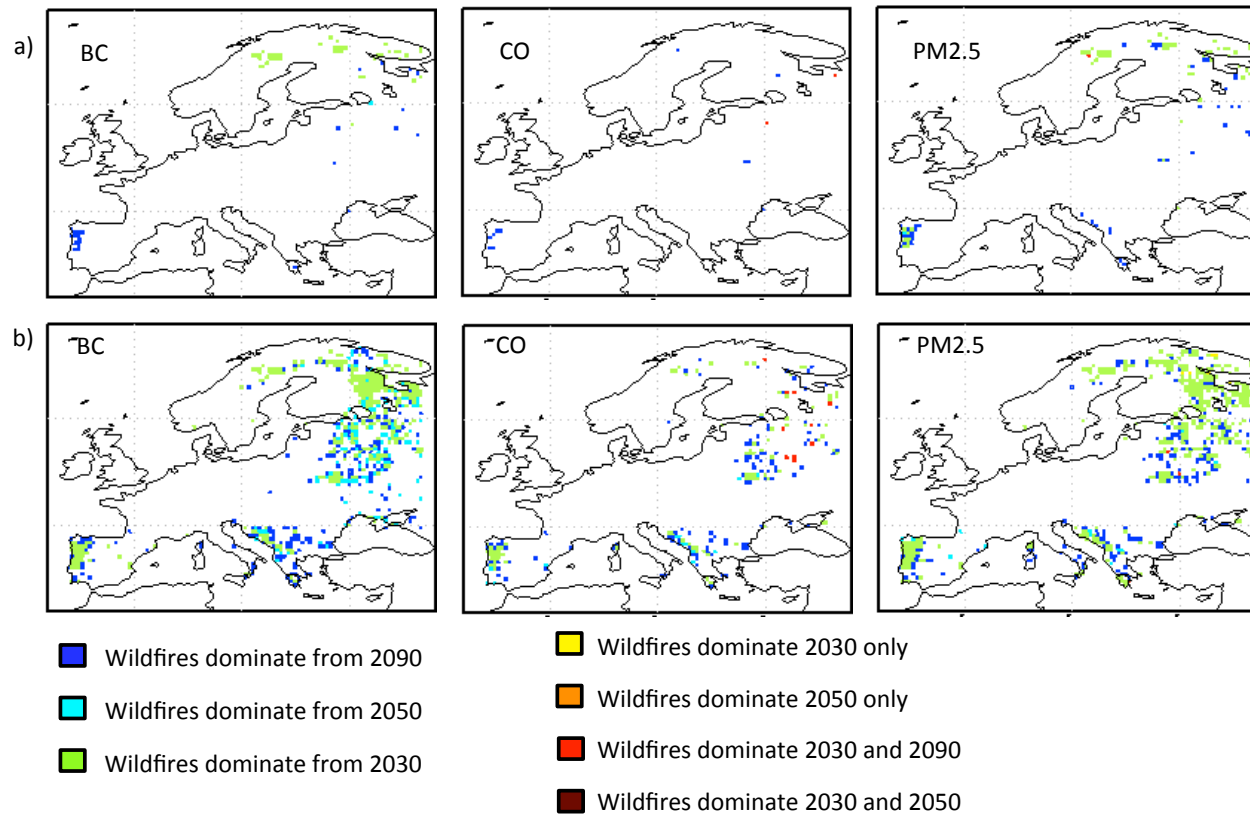 a)
BC
CO
PM2.5
b)
BC
CO
PM2.5
Wildfires dominate from 2090
Wildfires dominate from 2050
Wildfires dominate from 2030
Wildfires dominate 2030 only
Wildfires dominate 2050 only
Wildfires dominate 2030 and 2090
Wildfires dominate 2030 and 2050